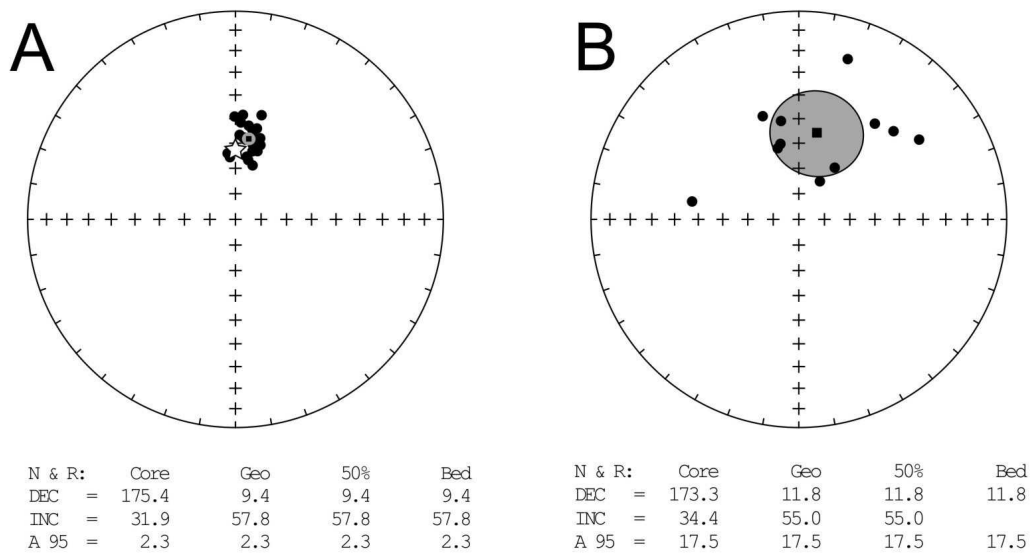 A
B
N & R: Core Geo 50% Bed
DEC = 175.4 9.4 9.4 9.4
INC = 31.9 57.8 57.8 57.8
A 95 = 2.3 2.3 2.3 2.3
N & R: Core Geo 50% Bed
DEC = 173.3 11.8 11.8 11.8
INC = 34.4 55.0 55.0
A 95 = 17.5 17.5 17.5 17.5